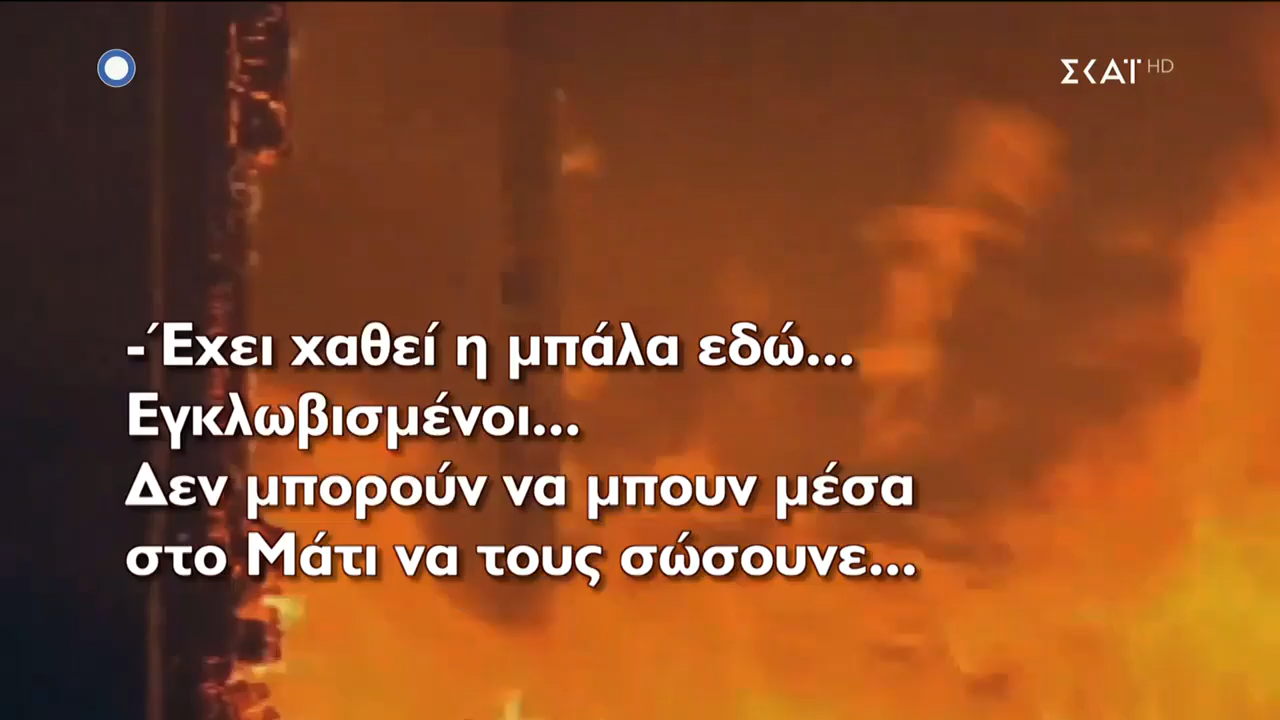 ΣΚΑΪ HD
-Έχει χαθεί η μπάλα εδώ...
Εγκλωβισμένοι...
Δεν μπορούν να μπουν μέσα
στο Μάτι να τους σώσουνε...